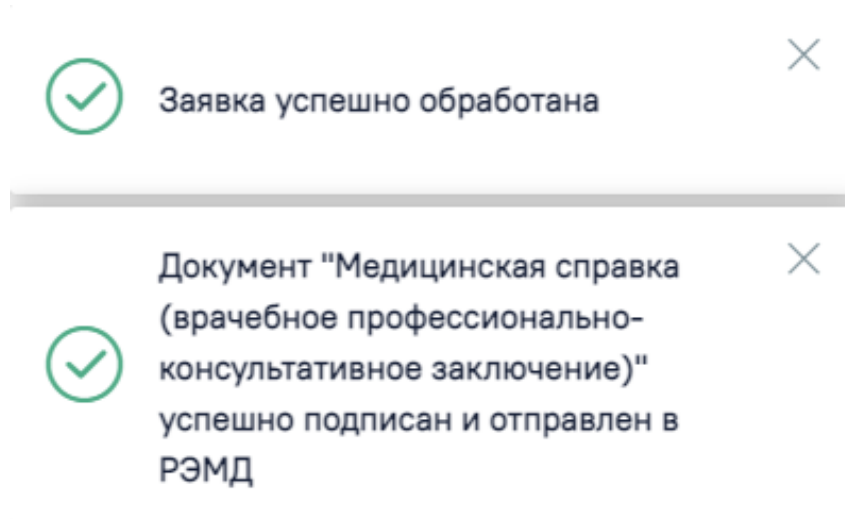 Заявка успешно обработана
Документ "Медицинская справка
(врачебное профессионально-
консультативное заключение)"
успешно подписан и отправлен в
РЭМД